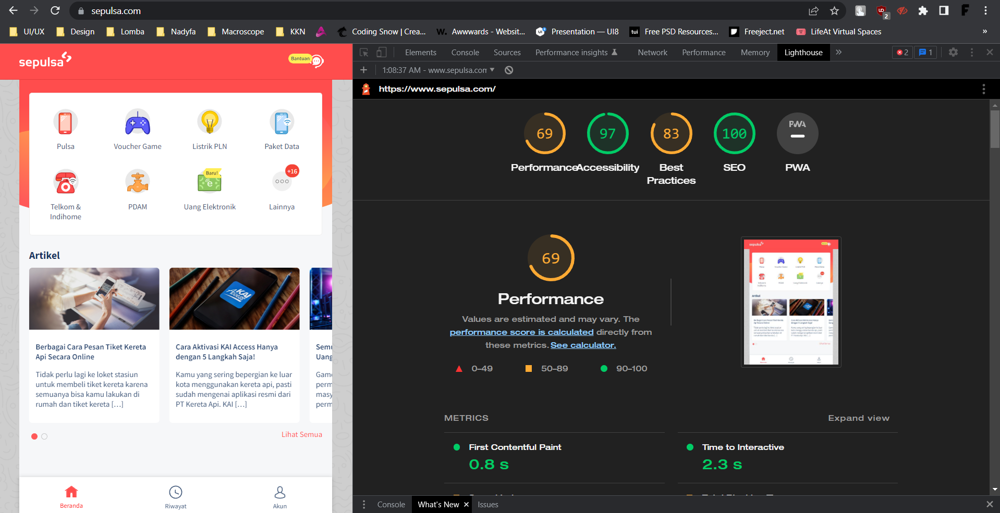 sepulsa.com
2
F
UI/UX
Design
Lomba
Nadyfa
Macroscope
KKN
Coding Snow | Crea...
W. Awwwards - Websit...
Presentation — UI8
tui Free PSD Resources...
Freeject.net
LifeAt Virtual Spaces
»
sepulsa
Bantuan
Pulsa
Voucher Game
Listrik PLN
Paket Data
Baru!
+16
Telkom &
Indihome
PDAM
Uang Elektronik
Lainnya
Artikel
KAI
Access
Berbagai Cara Pesan Tiket Kereta
Api Secara Online
Tidak perlu lagi ke loket stasiun
untuk membeli tiket kereta karena
semuanya bisa kamu lakukan di
rumah dan tiket kereta […]
Cara Aktivasi KAI Access Hanya
dengan 5 Langkah Saja!
Kamu yang sering bepergian ke luar
kota menggunakan kereta api, pasti
sudah mengenai aplikasi resmi dari
PT Kereta Api. KAI […]
Semu
Uang
Game
perm
masy
perm
Lihat Semua
Beranda
Riwayat
Akun
Elements
Console
Sources
Performance insights
Network
Performance
Memory
Lighthouse
»
2
1
1:08:37 AM - www.sepulsa.com
https://www.sepulsa.com/
69
97
83
100
PWA
Performance
Accessibility
Best
Practices
SEO
PWA
69
Performance
Values are estimated and may vary. The
performance score is calculated directly from
these metrics. See calculator.
0–49
50–89
90–100
METRICS
Expand view
First Contentful Paint
0.8 s
Time to Interactive
2.3 s
Console
What's New
Issues